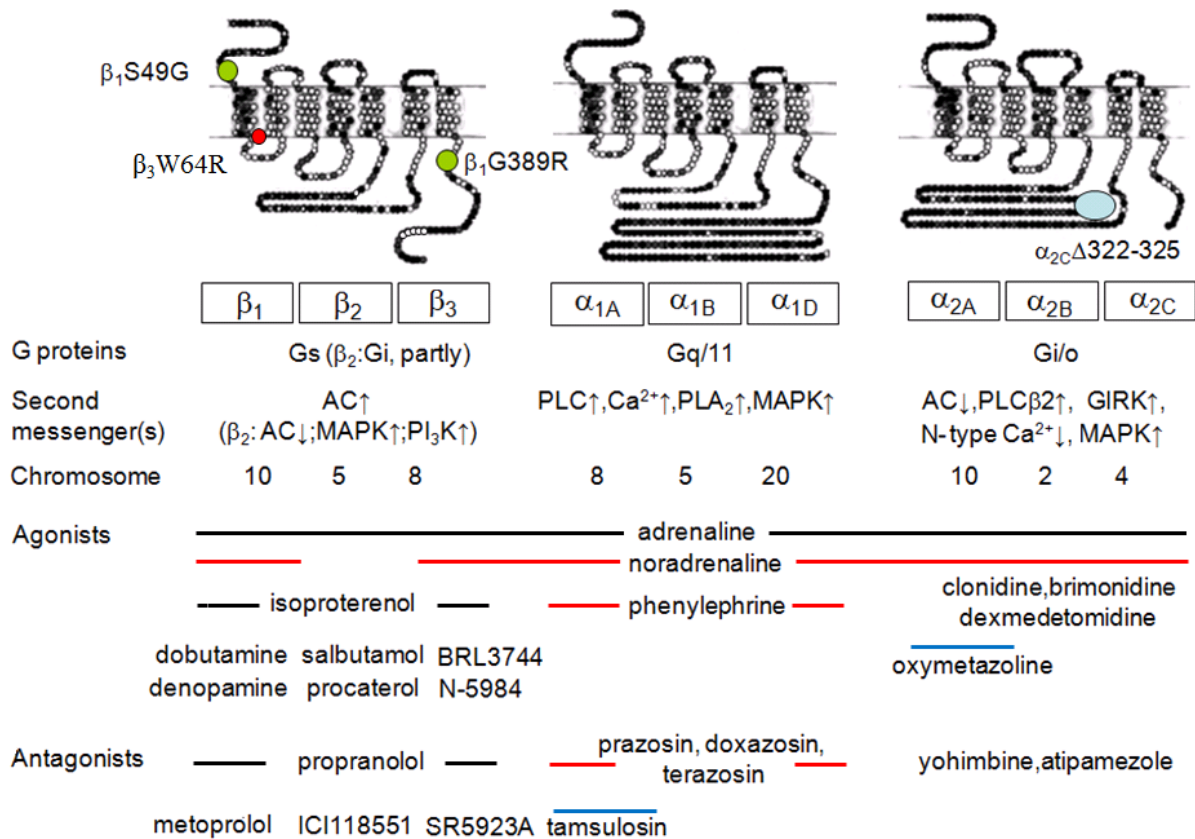 β1S49G
β3W64R
β1G389R
α2CΔ322-325
β1 β2 β3 α1A α1B α1D α2A α2B α2C
G proteins Gs (β2:Gi, partly) Gq/11 Gi/o
Second AC↑ PLC↑,Ca2+↑,PLA2↑,MAPK↑ AC↓,PLCβ2↑, GIRK↑,
messenger(s) (β2: AC↓;MAPK↑;PI3K↑) N-type Ca2+↓, MAPK↑
Chromosome 10 5 8 8 5 20 10 2 4
Agonists adrenaline
noradrenaline
isoproterenol phenylephrine clonidine,brimonidine
dexmedetomidine
dobutamine salbutamol BRL3744 oxymetazoline
denopamine procaterol N-5984
Antagonists propranolol prazosin, doxazosin, yohimbine,atipamezole
terazosin
metoprolol ICI118551 SR5923A tamsulosin